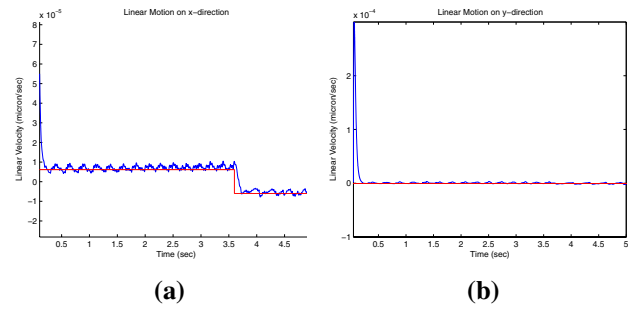 x 10⁻⁵
Linear Motion on x-direction
8
7
6
5
4
3
2
1
0
−1
−2
Linear Velocity (micron/sec)
0.5 1 1.5 2 2.5 3 3.5 4 4.5
Time (sec)
(a)
x 10⁻⁴
Linear Motion on y-direction
2
1
0
−1
Linear Velocity (micron/sec)
0.5 1 1.5 2 2.5 3 3.5 4 4.5 5
Time (sec)
(b)